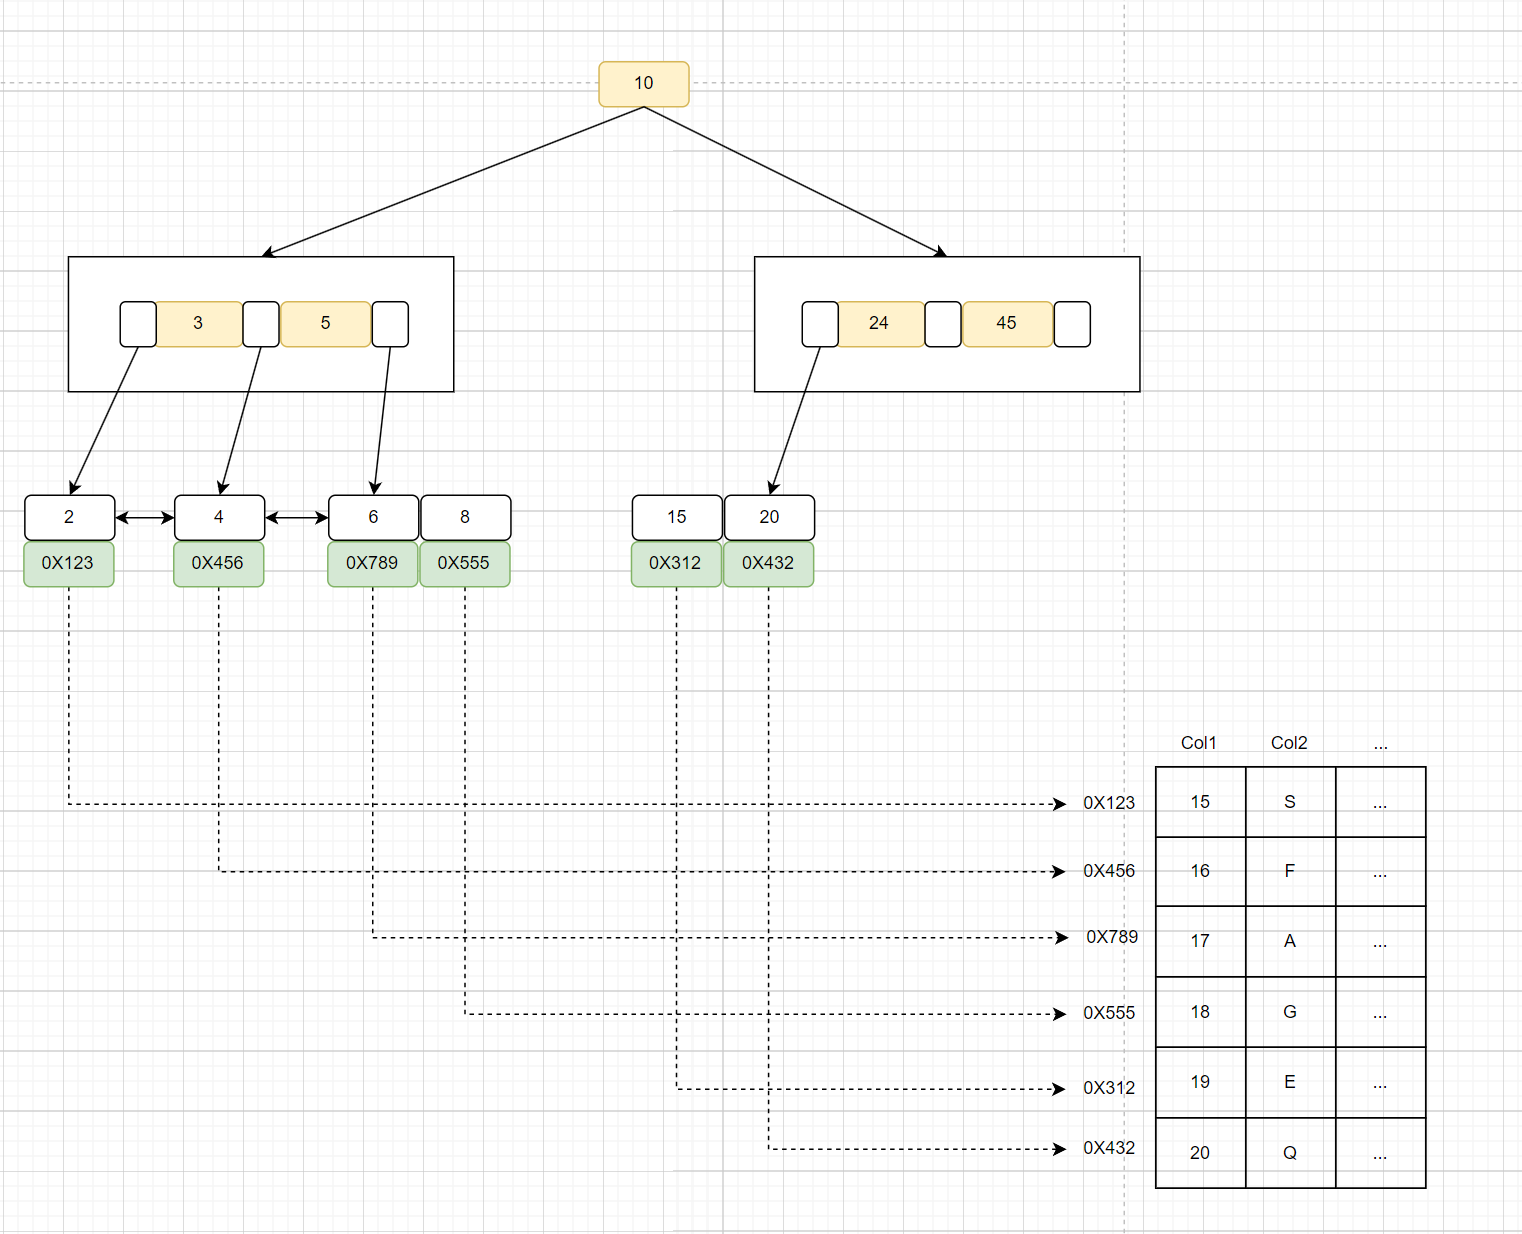 10
3 5
24 45
2 4 6 8 15 20
0X123 0X456 0X789 0X555 0X312 0X432
Col1 Col2 ...
0X123 15 S ...
0X456 16 F ...
0X789 17 A ...
0X555 18 G ...
0X312 19 E ...
0X432 20 Q ...